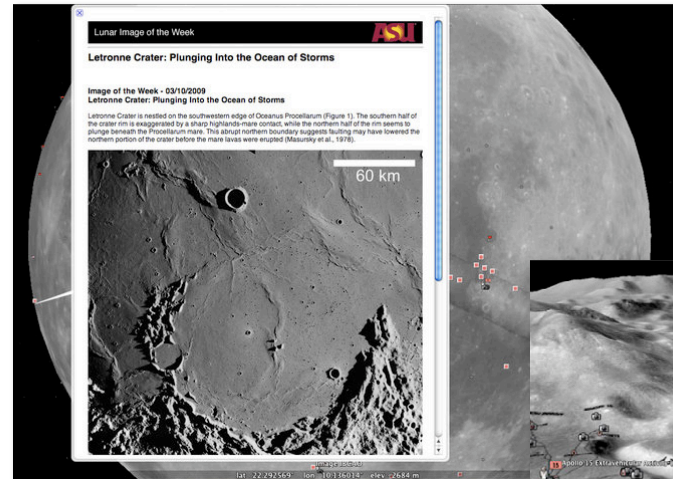 Lunar Image of the Week
ASU
Letronne Crater: Plunging Into the Ocean of Storms
Image of the Week - 03/10/2009
Letronne Crater: Plunging Into the Ocean of Storms
Letronne Crater is nestled on the southwestern edge of Oceanus Procellarum (Figure 1). The southern half of
the crater rim is exaggerated by a sharp highlands-mare contact, while the northern half of the rim seems to
plunge beneath the Procellarum mare. This abrupt northern boundary suggests faulting may have lowered the
northern portion of the crater before the mare lavas were erupted (Masursky et al., 1978).
60 km
15
Apollo 15 Extravehicular
lat 22.292569 lon 10.136014 elev -2684 m